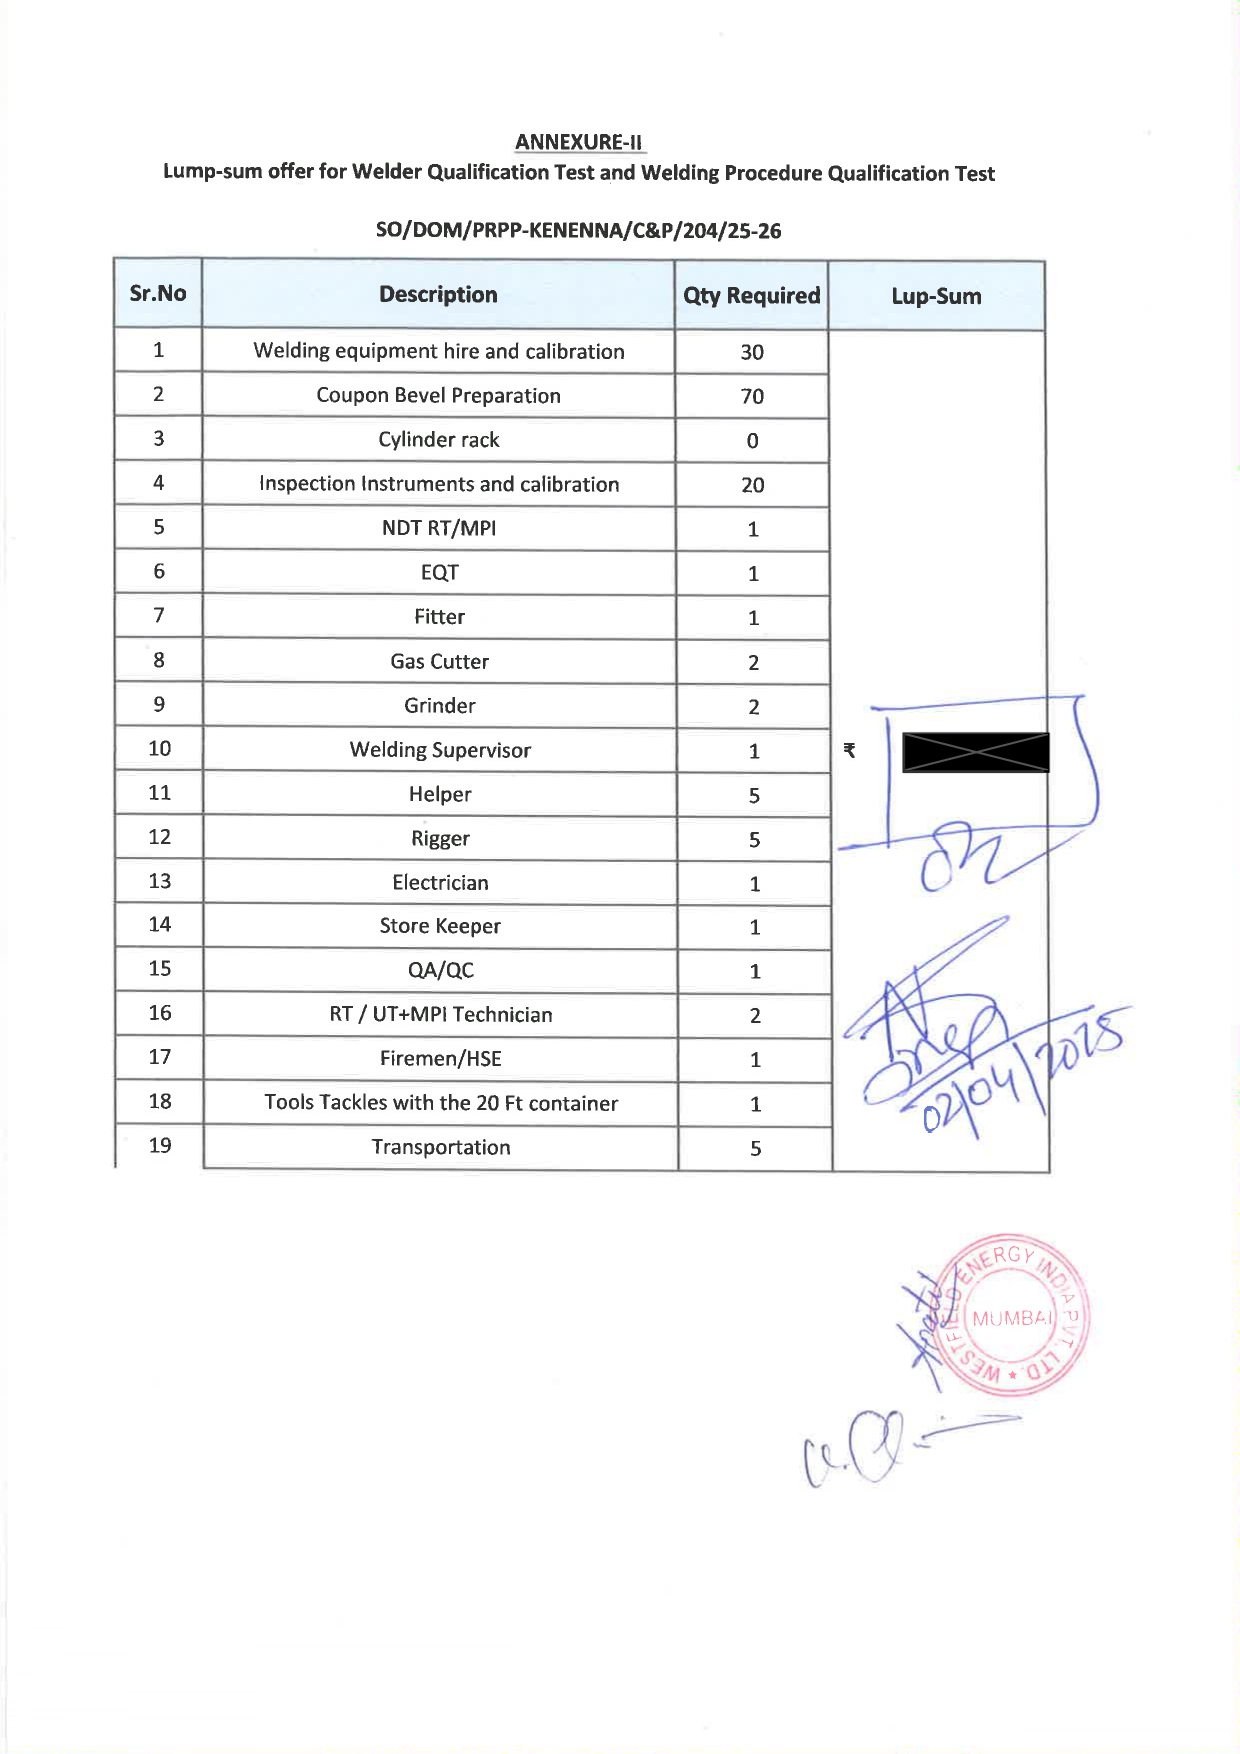 ANNEXURE-II
Lump-sum offer for Welder Qualification Test and Welding Procedure Qualification Test
SO/DOM/PRPP-KENENNA/C&P/204/25-26
Sr.No Description Qty Required Lup-Sum
1 Welding equipment hire and calibration 30
2 Coupon Bevel Preparation 70
3 Cylinder rack 0
4 Inspection Instruments and calibration 20
5 NDT RT/MPI 1
6 EQT 1
7 Fitter 1
8 Gas Cutter 2
9 Grinder 2
10 Welding Supervisor 1 ₹
11 Helper 5
12 Rigger 5
13 Electrician 1
14 Store Keeper 1
15 QA/QC 1
16 RT / UT+MPI Technician 2
17 Firemen/HSE 1
18 Tools Tackles with the 20 Ft container 1
19 Transportation 5
02/04/2025
WESTFIELD ENERGY INDIA PVT. LTD. *
MUMBAI